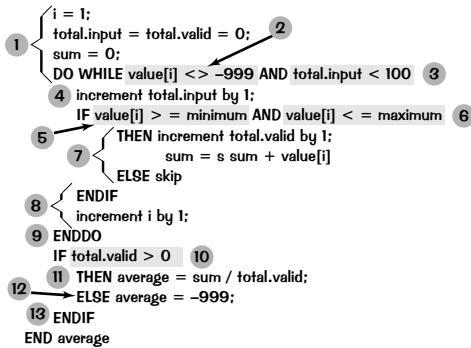 i = 1;
total.input = total.valid = 0;
2
1
sum = 0;
DO WHILE value[i] <> –999 AND total.input < 100 3
4 increment total.input by 1;
IF value[i] > = minimum AND value[i] < = maximum 6
5
THEN increment total.valid by 1;
7
sum = s sum + value[i]
ELSE skip
8
ENDIF
increment i by 1;
9 ENDDO
IF total.valid > 0 10
11 THEN average = sum / total.valid;
12 ELSE average = –999;
13 ENDIF
END average